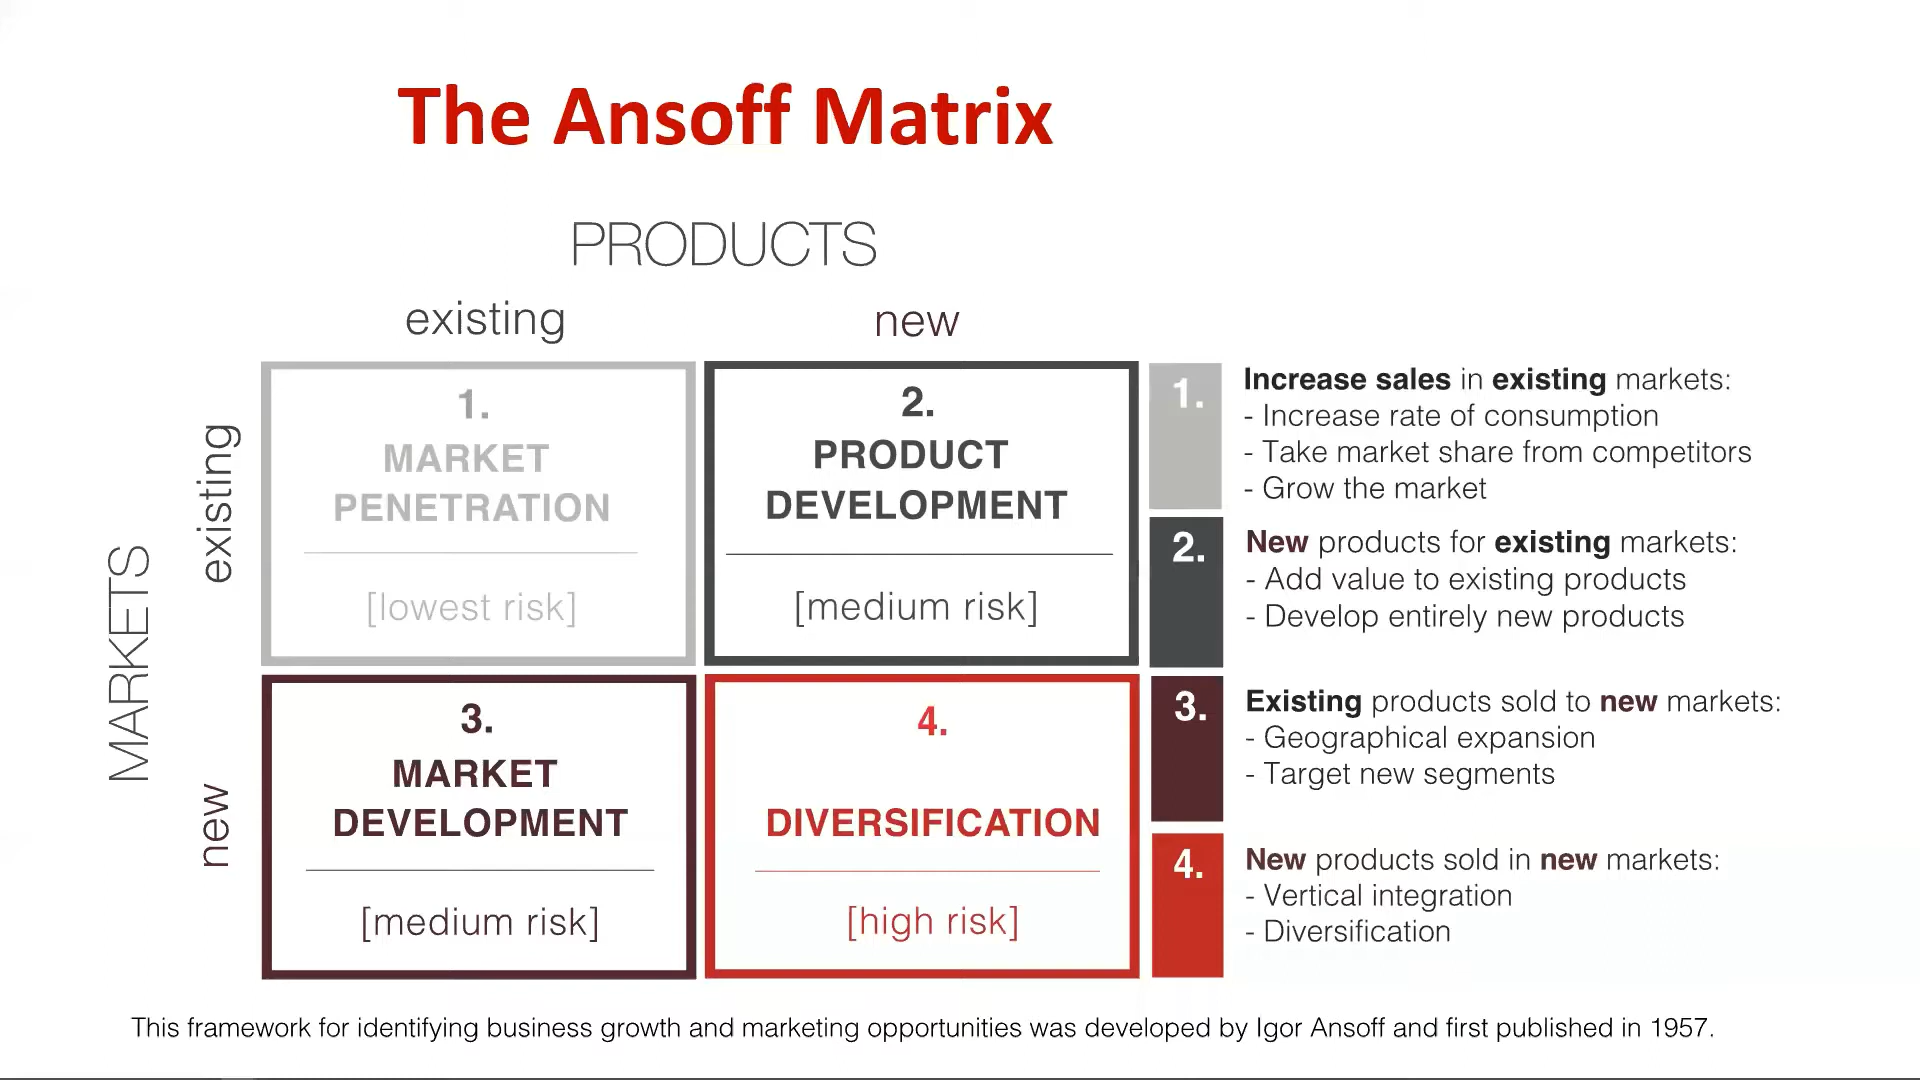 The Ansoff Matrix
PRODUCTS
existing
new
MARKETS
existing
new
1.
MARKET
PENETRATION
[lowest risk]
2.
PRODUCT
DEVELOPMENT
[medium risk]
3.
MARKET
DEVELOPMENT
[medium risk]
4.
DIVERSIFICATION
[high risk]
1.
Increase sales in existing markets:
- Increase rate of consumption
- Take market share from competitors
- Grow the market
2.
New products for existing markets:
- Add value to existing products
- Develop entirely new products
3.
Existing products sold to new markets:
- Geographical expansion
- Target new segments
4.
New products sold in new markets:
- Vertical integration
- Diversification
This framework for identifying business growth and marketing opportunities was developed by Igor Ansoff and first published in 1957.